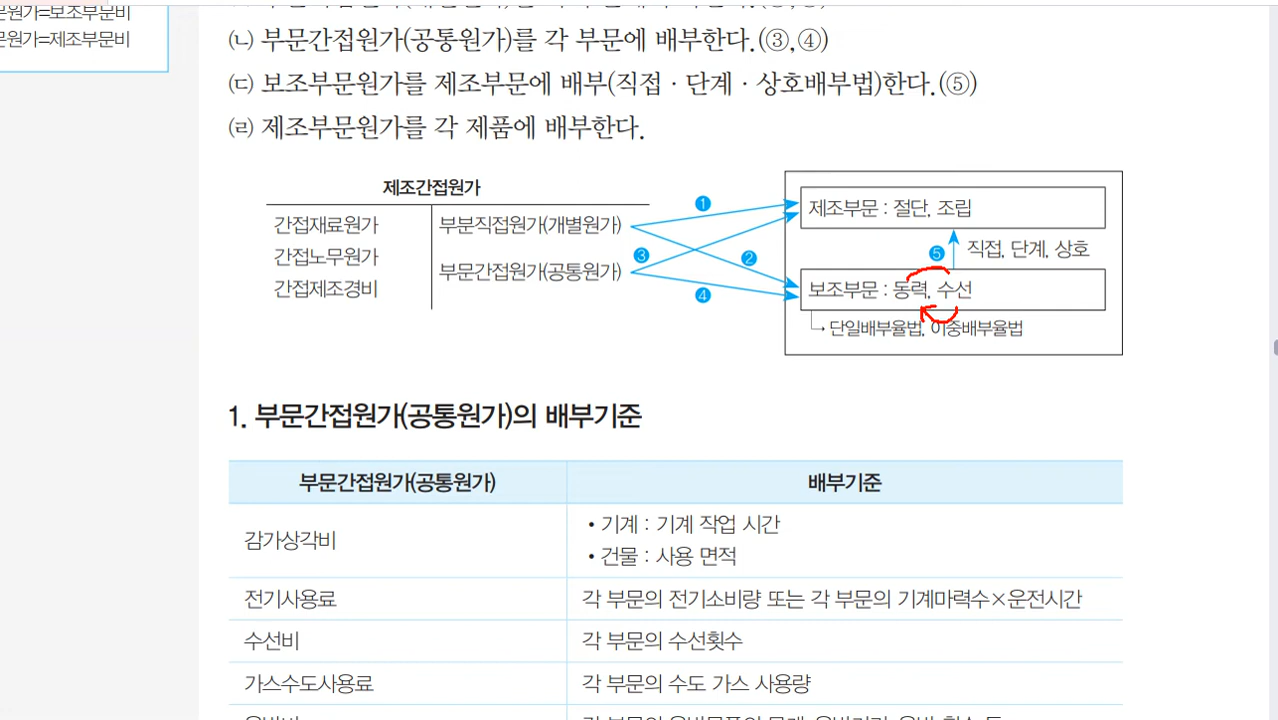 문원가=보조부문비
문원가=제조부문비
(ㄴ) 부문간접원가(공통원가)를 각 부문에 배부한다.(③,④)
(ㄷ) 보조부문원가를 제조부문에 배부(직접 · 단계 · 상호배부법)한다.(⑤)
(ㄹ) 제조부문원가를 각 제품에 배부한다.
제조간접원가
간접재료원가
간접노무원가
간접제조경비
부분직접원가(개별원가)
부문간접원가(공통원가)
❶
❸
❷
❹
제조부문 : 절단, 조립
❺ 직접, 단계, 상호
보조부문 : 동력, 수선
단일배부율법, 이중배부율법
1. 부문간접원가(공통원가)의 배부기준
부문간접원가(공통원가) 배부기준
감가상각비
• 기계 : 기계 작업 시간
• 건물 : 사용 면적
전기사용료 각 부문의 전기소비량 또는 각 부문의 기계마력수×운전시간
수선비 각 부문의 수선횟수
가스수도사용료 각 부문의 수도 가스 사용량